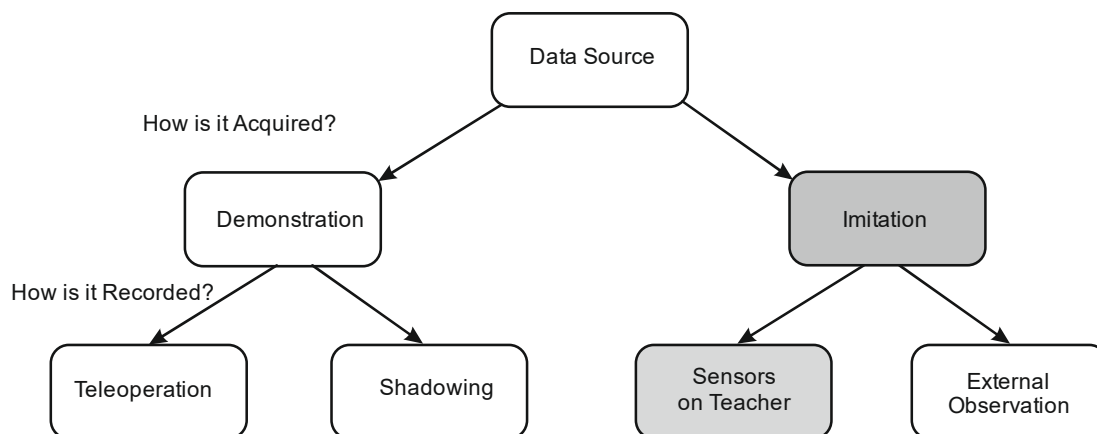 Data Source
How is it Acquired?
Demonstration
Imitation
How is it Recorded?
Teleoperation
Shadowing
Sensors
on Teacher
External
Observation